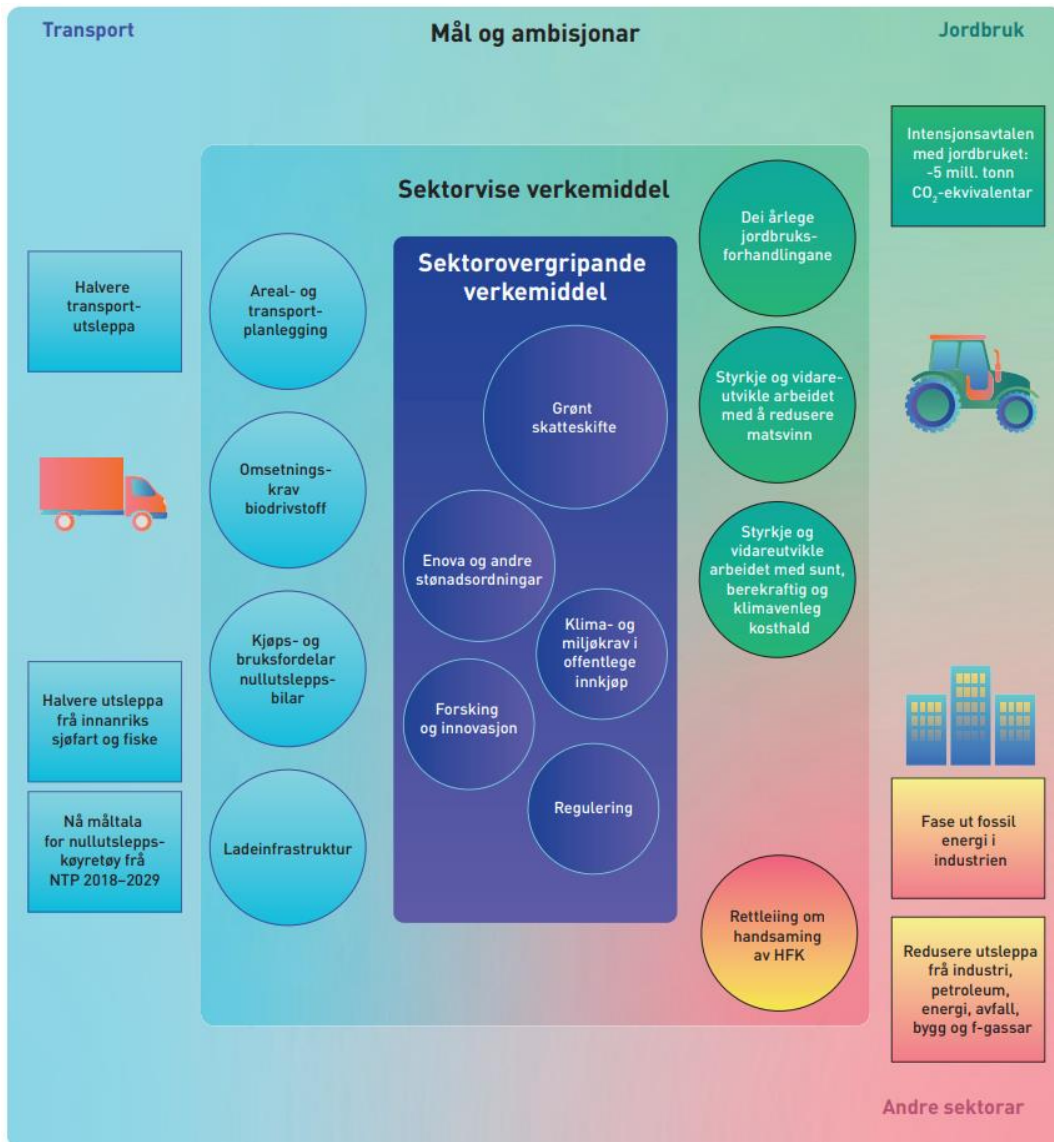 Transport
Mål og ambisjonar
Jordbruk
Halvere
transport-
utsleppa
Halvere utsleppa
frå innanriks
sjøfart og fiske
Nå måltala
for nullutslepps-
køyretøy frå
NTP 2018–2029
Sektorvise verkemiddel
Areal- og
transport-
planlegging
Omsetnings-
krav
biodrivstoff
Kjøps- og
bruksfordelar
nullutslepps-
bilar
Ladeinfrastruktur
Sektorovergripande
verkemiddel
Grønt
skatteskifte
Enova og andre
stønadsordningar
Klima- og
miljøkrav i
offentlege
innkjøp
Forsking
og innovasjon
Regulering
Dei årlege
jordbruks-
forhandlingane
Styrkje og vidare-
utvikle arbeidet
med å redusere
matsvinn
Styrkje og
vidareutvikle
arbeidet med sunt,
berekraftig og
klimavenleg
kosthald
Rettleiing om
handsaming
av HFK
Intensjonsavtalen
med jordbruket:
-5 mill. tonn
CO₂-ekvivalentar
Fase ut fossil
energi i
industrien
Redusere utsleppa
frå industri,
petroleum,
energi, avfall,
bygg og f-gassar
Andre sektorar